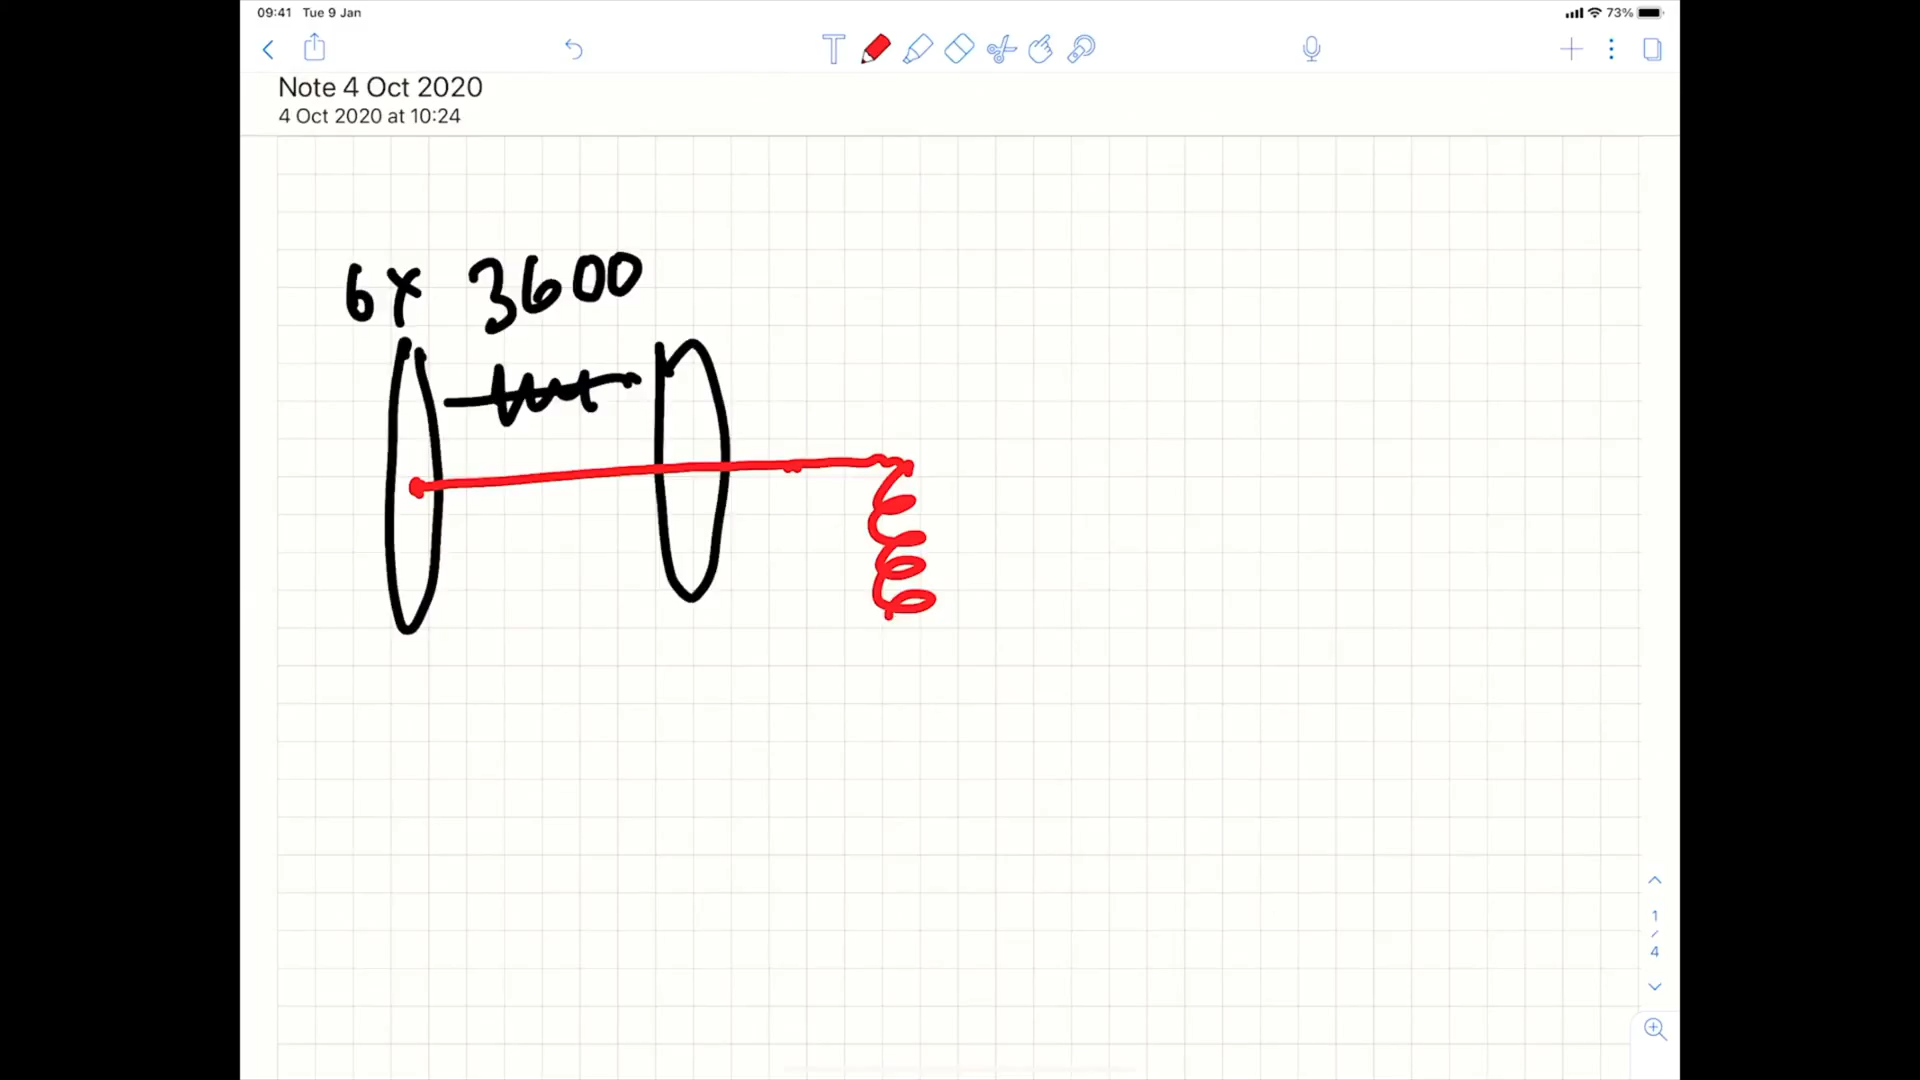 09:41 Tue 9 Jan
73%
Note 4 Oct 2020
4 Oct 2020 at 10:24
6x 3600
1
/
4